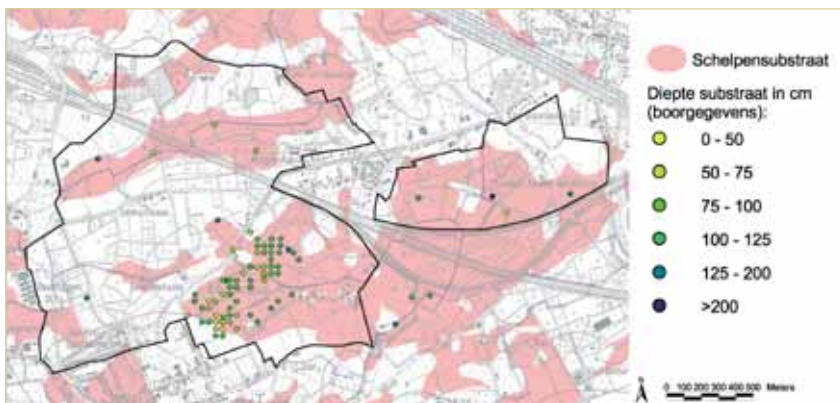 Schelpensubstraat
Diepte substraat in cm
(boorgegevens):
0 - 50
50 - 75
75 - 100
100 - 125
125 - 200
>200
0 100 200 300 400 500 Meters